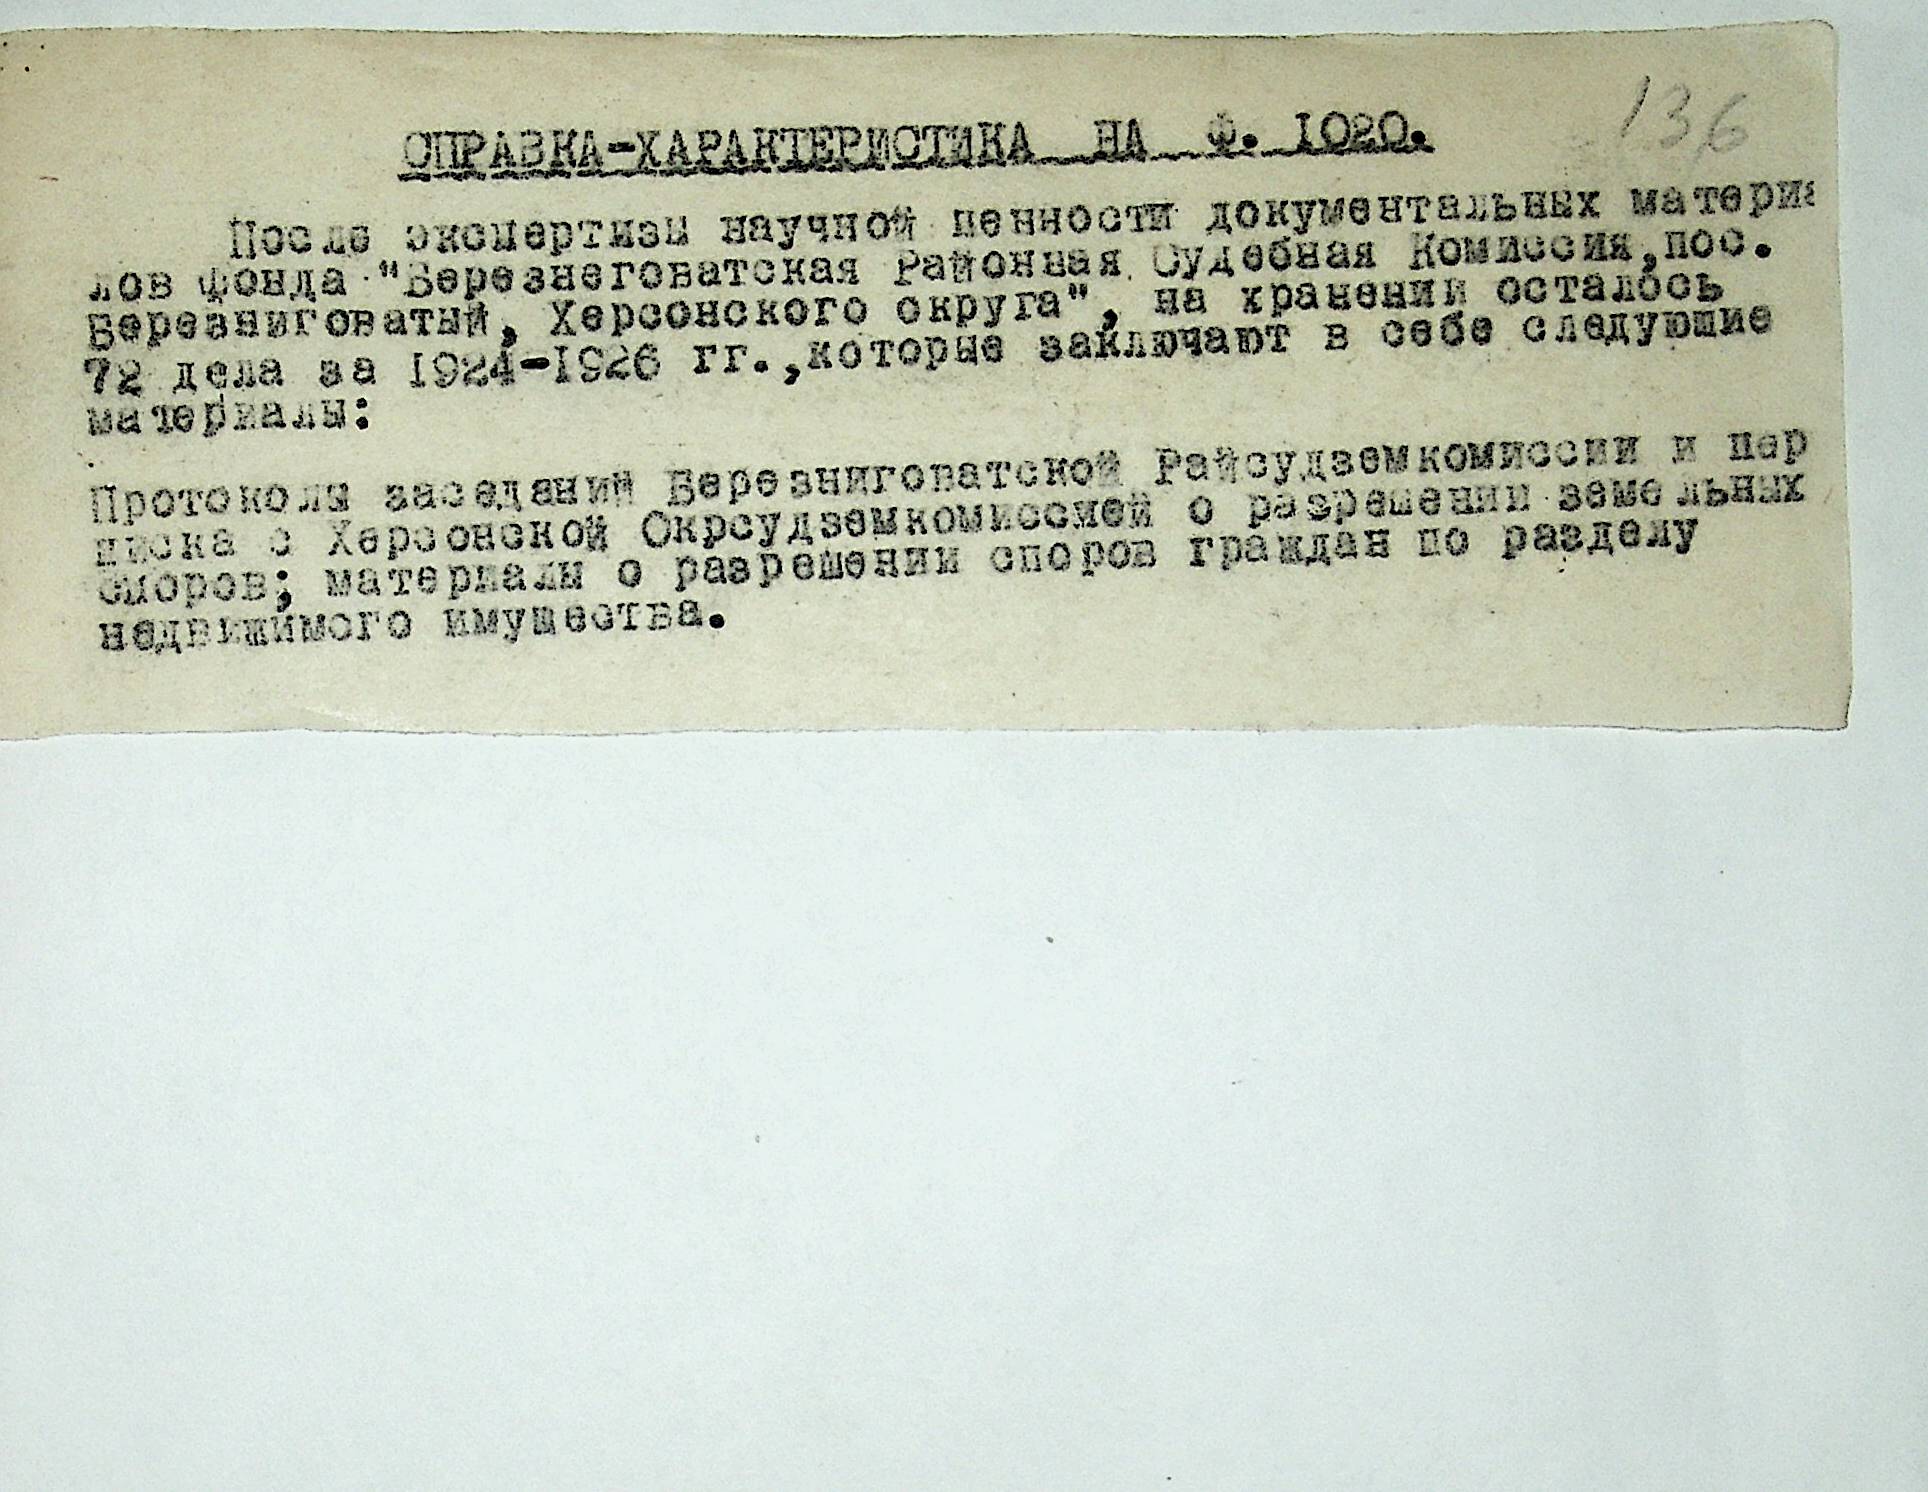 136
СПРАВКА-ХАРАКТЕРИСТИКА НА Ф. 1020.
После экспертизы научной ценности документальных материа
лов фонда "Березнеговатская Районная Судебная Комиссия,пос.
Березниговатый, Херсонского округа", на хранении осталось
72 дела за 1924-1926 гг.,которые заключают в себе следующие
материалы:
Протоколы заседаний Березниговатской Райсудземкомиссии и пер
писка с Херсонской Окрсудземкомиссией о разрешении земельных
споров; материалы о разрешении споров граждан по разделу
недвижимого имущества.